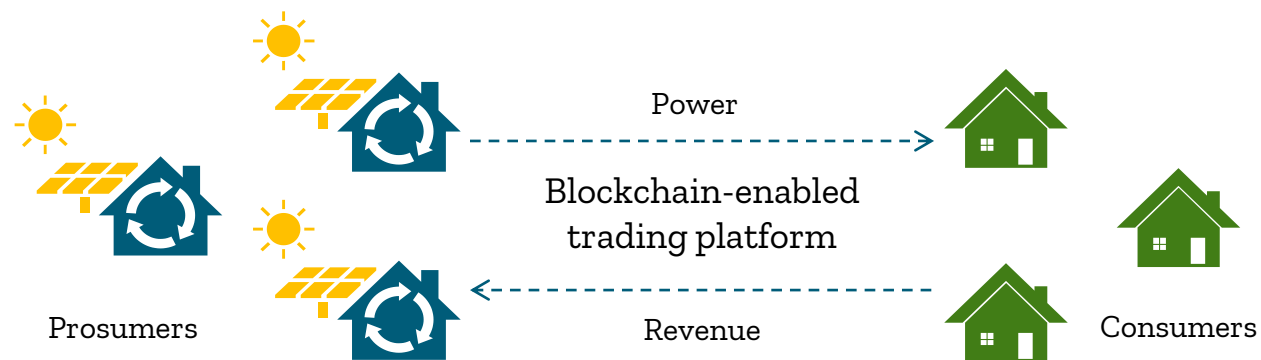 Power
Blockchain-enabled
trading platform
Prosumers
Revenue
Consumers